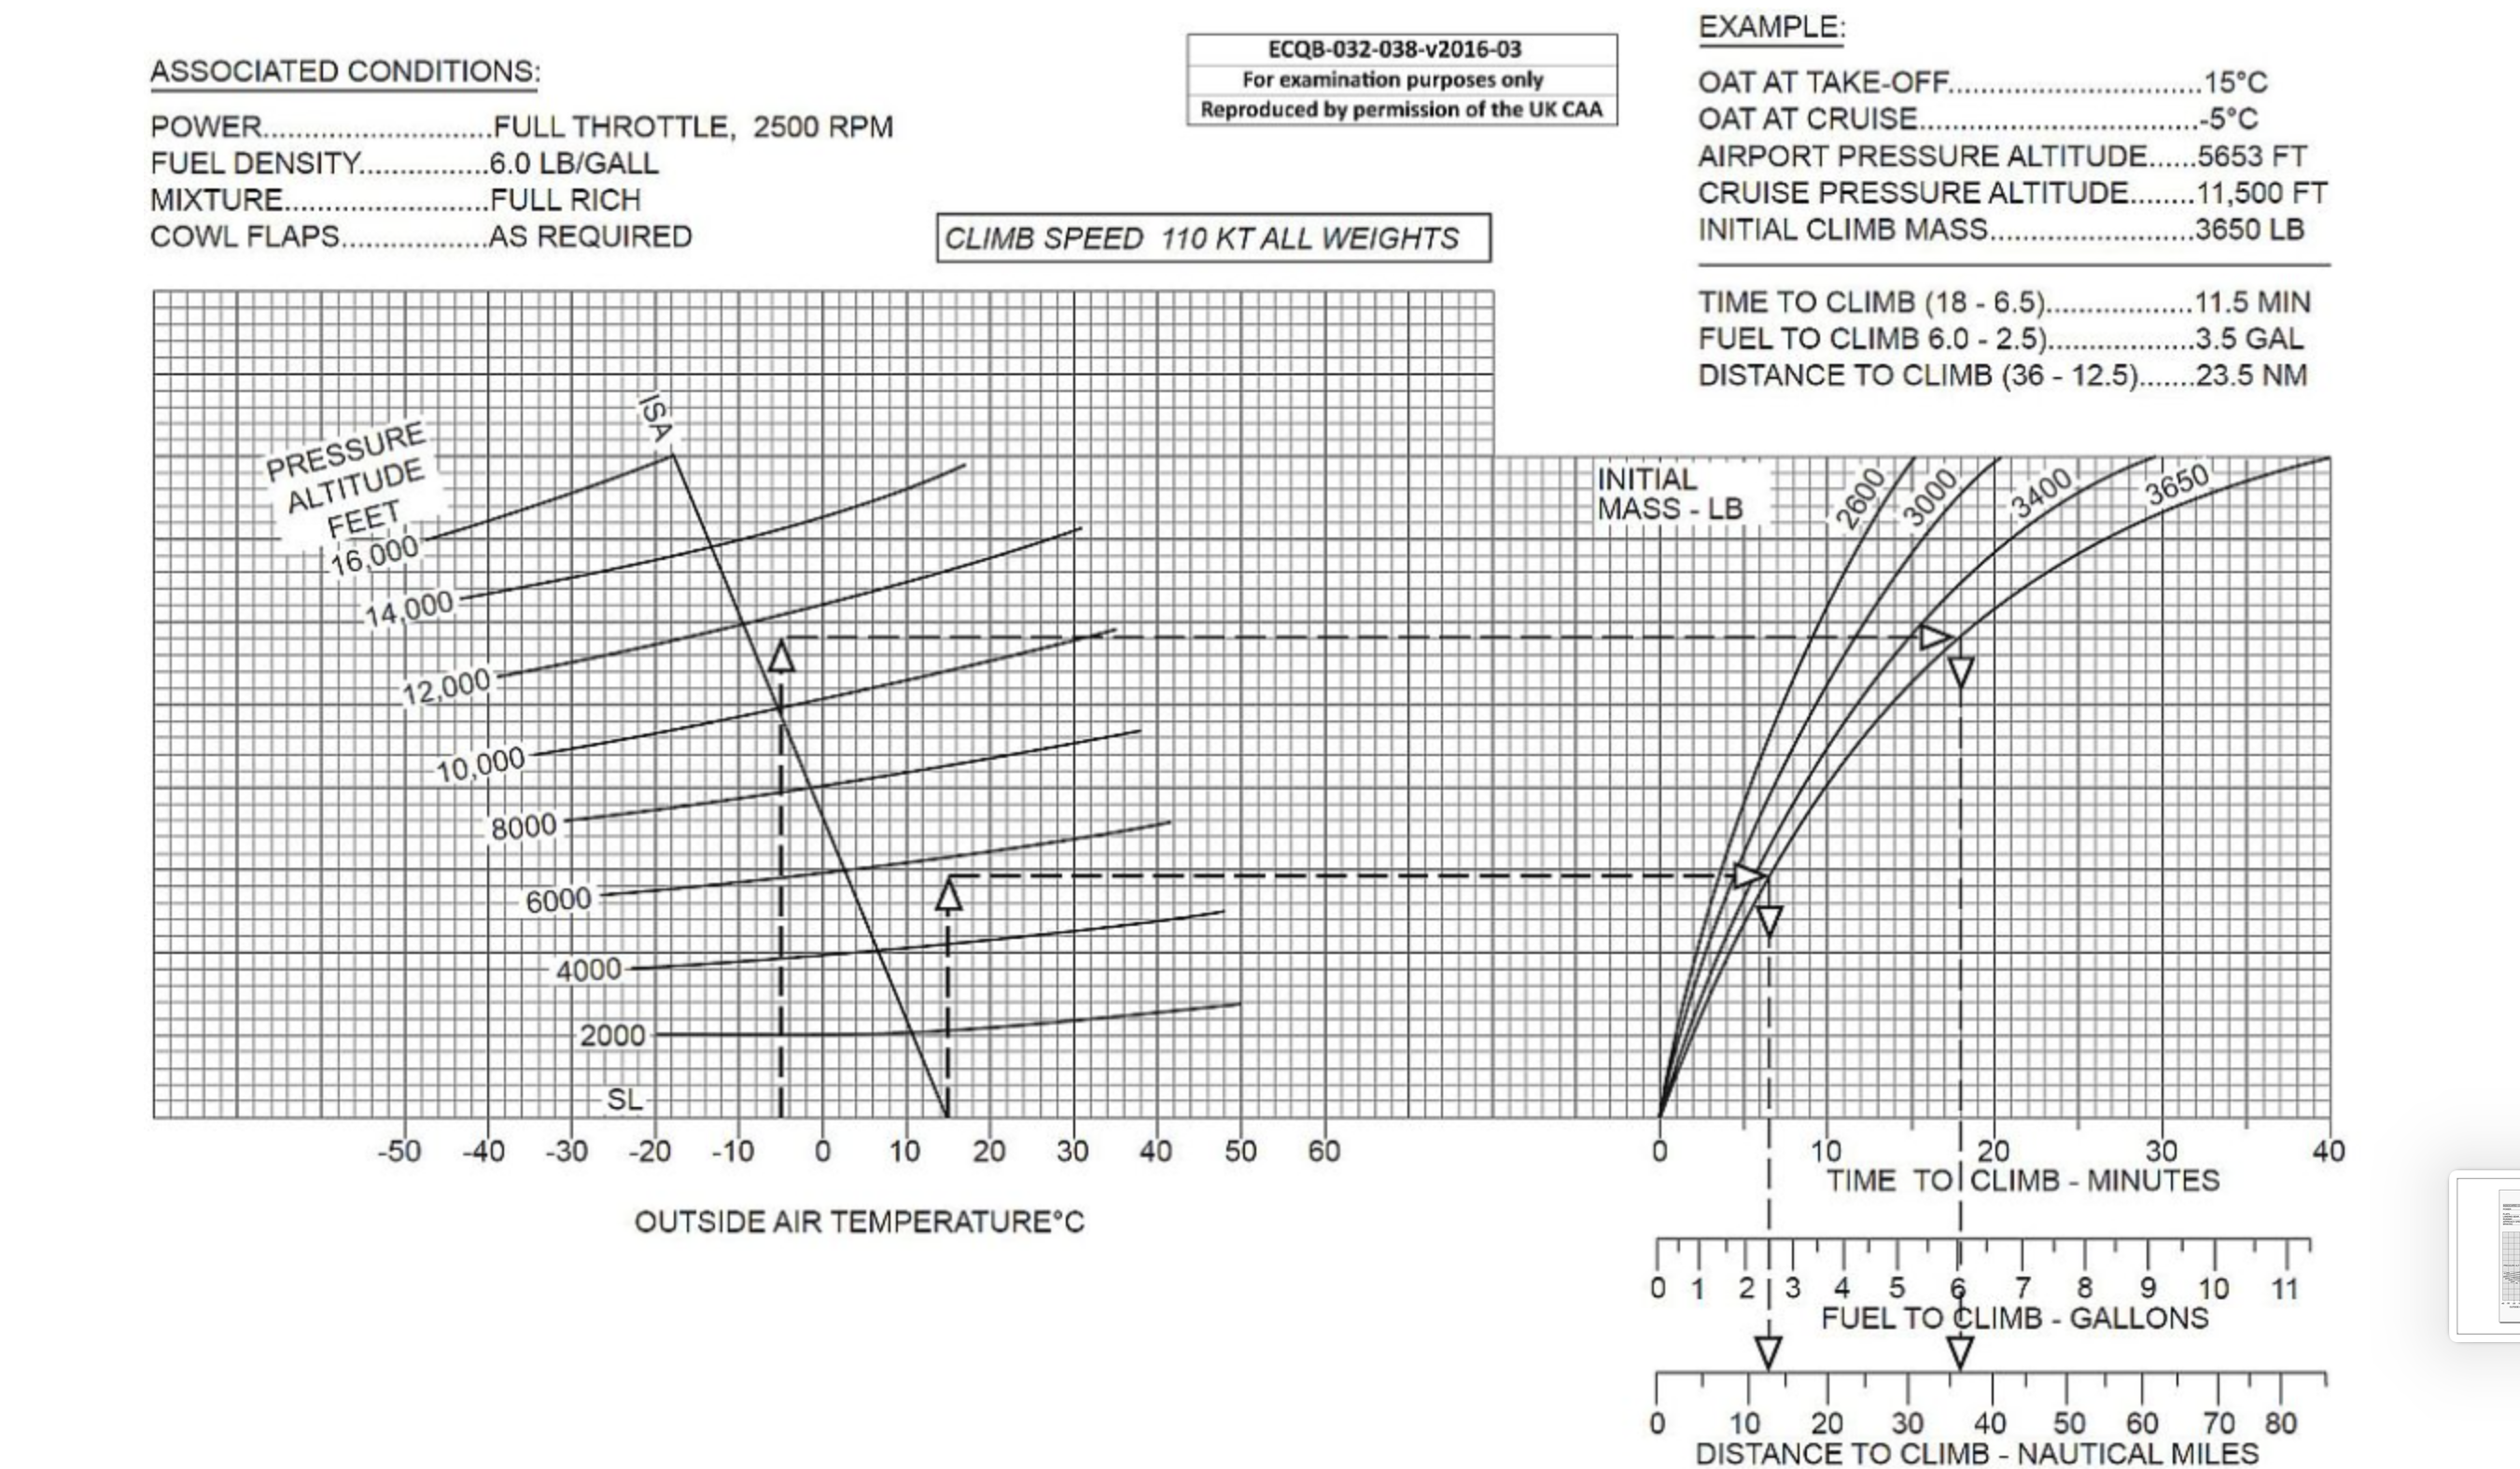 ASSOCIATED CONDITIONS:
POWER............................FULL THROTTLE, 2500 RPM
FUEL DENSITY................6.0 LB/GALL
MIXTURE.........................FULL RICH
COWL FLAPS..................AS REQUIRED
ECQB-032-038-v2016-03
For examination purposes only
Reproduced by permission of the UK CAA
CLIMB SPEED 110 KT ALL WEIGHTS
EXAMPLE:
OAT AT TAKE-OFF..............................15°C
OAT AT CRUISE..................................-5°C
AIRPORT PRESSURE ALTITUDE......5653 FT
CRUISE PRESSURE ALTITUDE........11,500 FT
INITIAL CLIMB MASS........................3650 LB
TIME TO CLIMB (18 - 6.5)..................11.5 MIN
FUEL TO CLIMB 6.0 - 2.5)..................3.5 GAL
DISTANCE TO CLIMB (36 - 12.5).......23.5 NM
ISA
PRESSURE
ALTITUDE
FEET
16,000
14,000
12,000
10,000
8000
6000
4000
2000
SL
-50 -40 -30 -20 -10 0 10 20 30 40 50 60
OUTSIDE AIR TEMPERATURE°C
INITIAL
MASS - LB
2600 3000 3400 3650
0 10 20 30 40
TIME TO CLIMB - MINUTES
0 1 2 3 4 5 6 7 8 9 10 11
FUEL TO CLIMB - GALLONS
0 10 20 30 40 50 60 70 80
DISTANCE TO CLIMB - NAUTICAL MILES